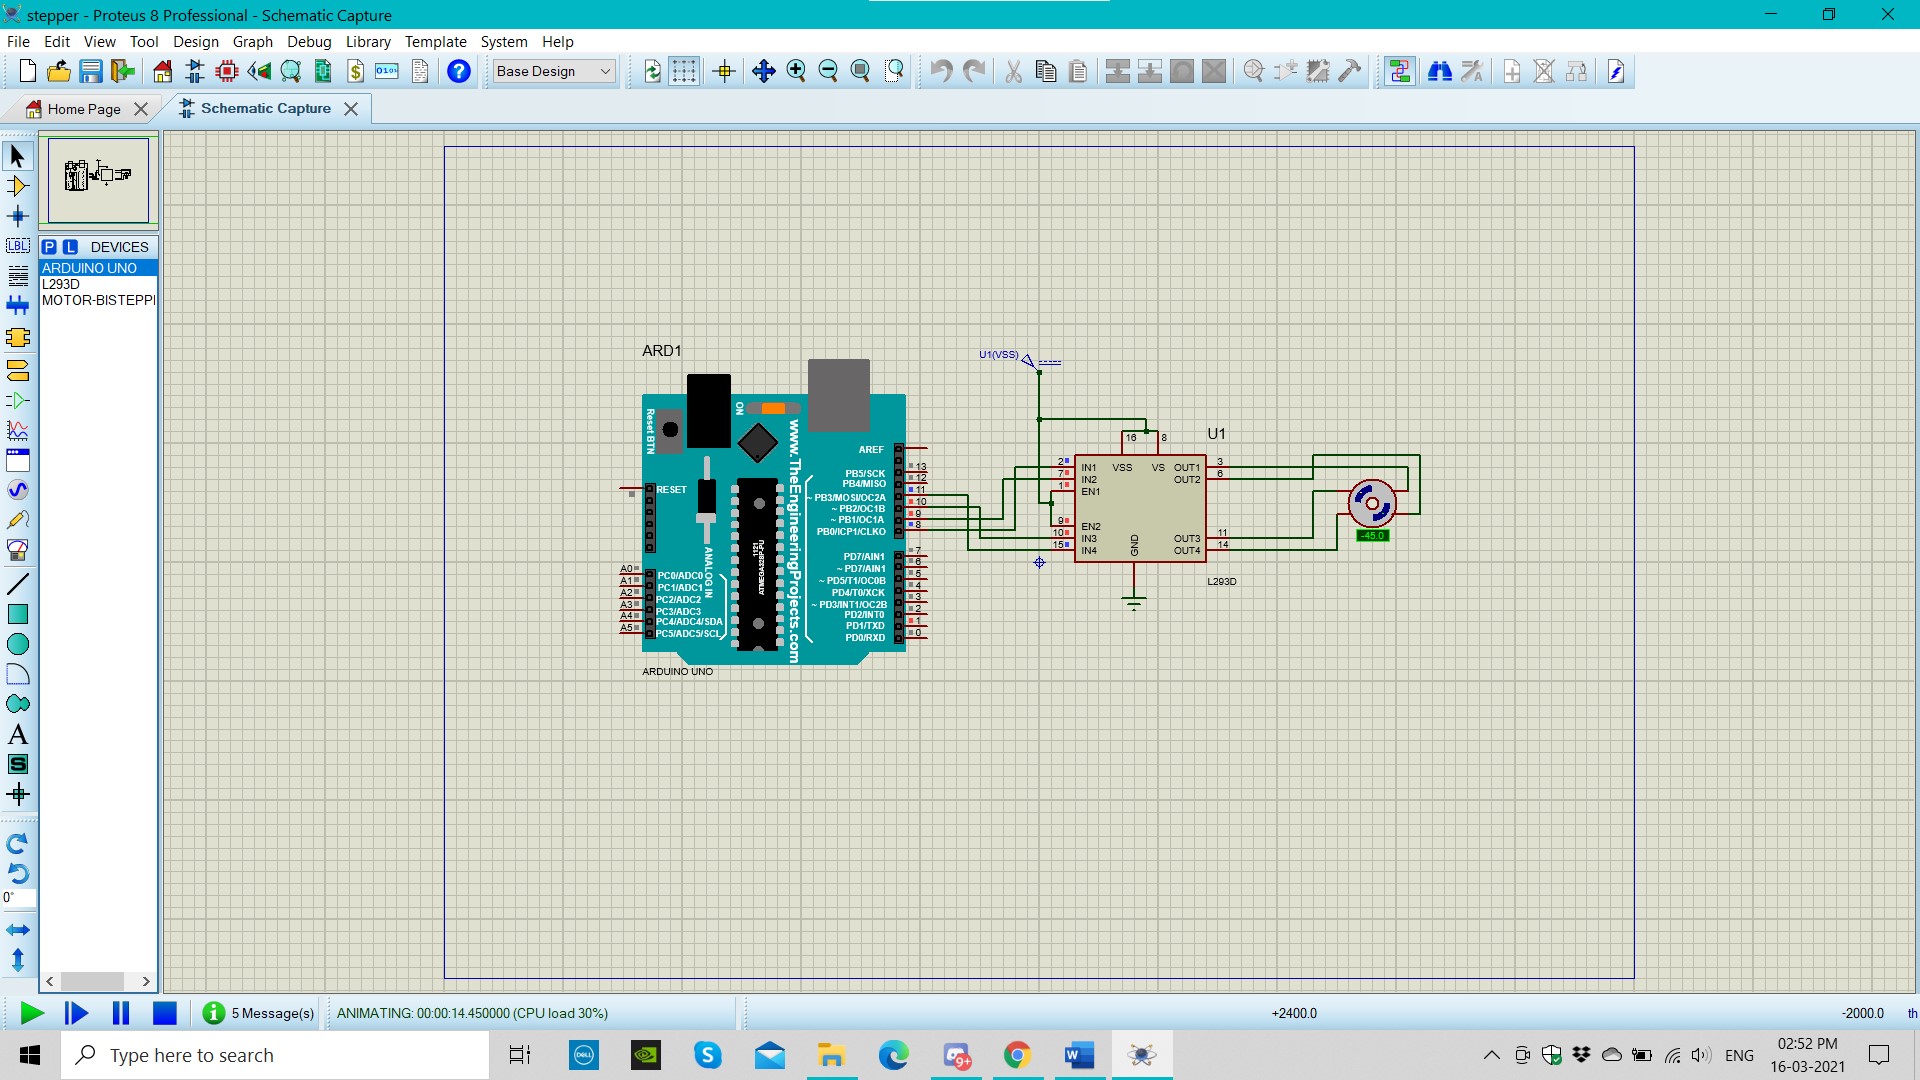 stepper - Proteus 8 Professional - Schematic Capture
File Edit View Tool Design Graph Debug Library Template System Help
Base Design
Home Page
Schematic Capture
LBL
P L DEVICES
ARDUINO UNO
L293D
MOTOR-BISTEPPI
A
S
0°
ARD1
Reset BTN
ON
www.TheEngineeringProjects.com
RESET
ANALOG IN
ATMEGA328P-PU
1121
AREF
PB5/SCK 13
PB4/MISO 12
~ PB3/MOSI/OC2A 11
~ PB2/OC1B 10
~ PB1/OC1A 9
PB0/ICP1/CLKO 8
PD7/AIN1 7
~ PD7/AIN1 6
~ PD5/T1/OC0B 5
PD4/T0/XCK 4
~ PD3/INT1/OC2B 3
PD2/INT0 2
PD1/TXD 1
PD0/RXD 0
A0 PC0/ADC0
A1 PC1/ADC1
A2 PC2/ADC2
A3 PC3/ADC3
A4 PC4/ADC4/SDA
A5 PC5/ADC5/SCL
ARDUINO UNO
U1(VSS)
U1
16 8
2 IN1 VSS VS OUT1 3
7 IN2 OUT2 6
1 EN1
9 EN2
10 IN3 OUT3 11
15 IN4 OUT4 14
GND
L293D
-45.0
5 Message(s)
ANIMATING: 00:00:14.450000 (CPU load 30%)
+2400.0
-2000.0
th
Type here to search
DELL
9+
W
ENG
02:52 PM
16-03-2021